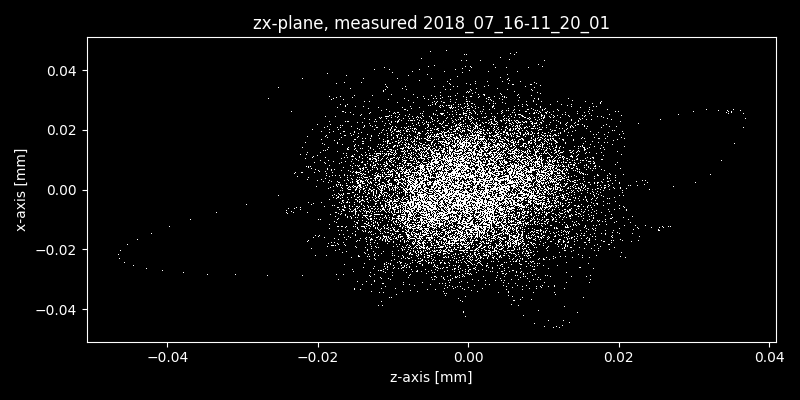 zx-plane, measured 2018_07_16-11_20_01
0.04
0.02
0.00
−0.02
−0.04
x-axis [mm]
−0.04 −0.02 0.00 0.02 0.04
z-axis [mm]